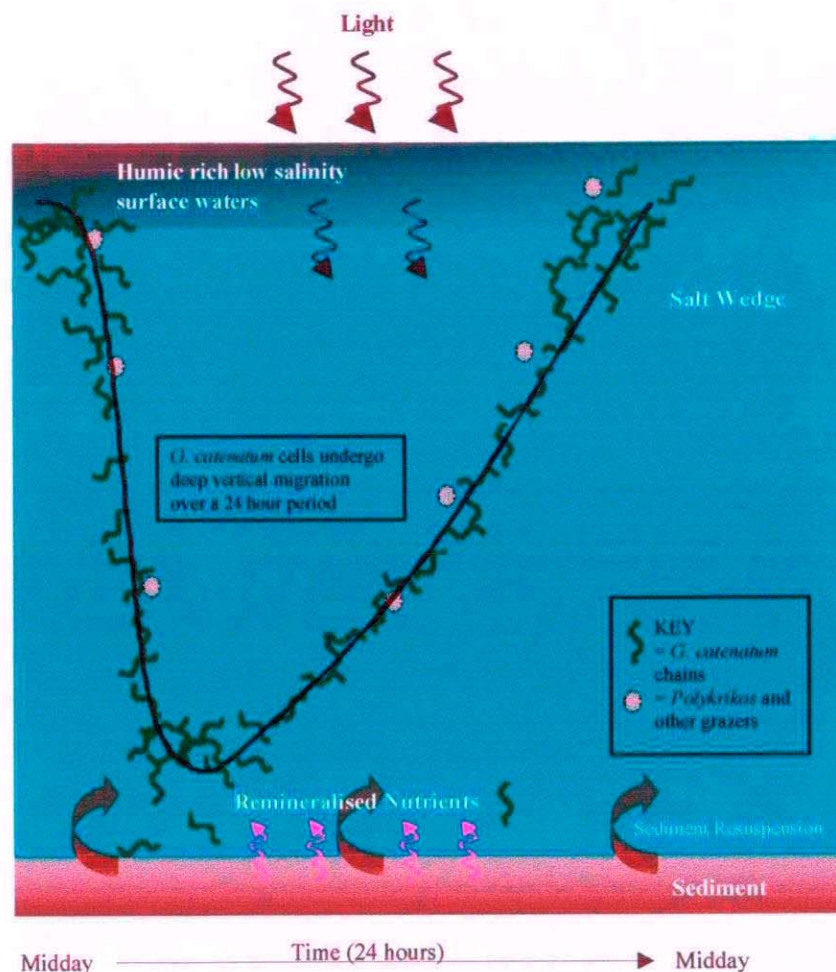 Light
Humic rich low salinity
surface waters
Salt Wedge
G. catenatum cells undergo
deep vertical migration
over a 24 hour period
KEY
= G. catenatum
chains
= Polykrikos and
other grazers
Remineralised Nutrients
Sediment Resuspension
Sediment
Midday
Time (24 hours)
Midday